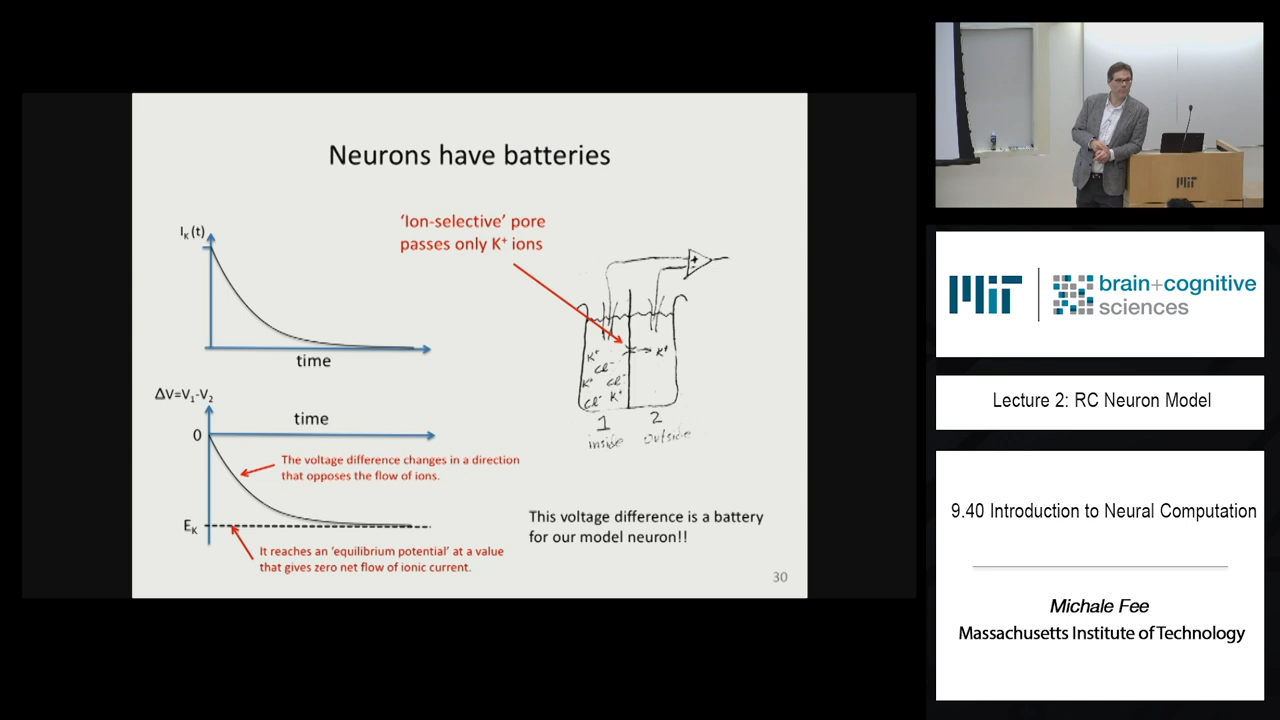 Neurons have batteries
'Ion-selective' pore
passes only K⁺ ions
I_K(t)
time
ΔV=V₁-V₂
time
0
The voltage difference changes in a direction
that opposes the flow of ions.
E_K
It reaches an 'equilibrium potential' at a value
that gives zero net flow of ionic current.
+
-
K⁺
K⁺
Cl⁻
K⁺
Cl⁻
Cl⁻
K⁺
1
2
inside
outside
This voltage difference is a battery
for our model neuron!!
30
MIT
MIT
brain+cognitive
sciences
Lecture 2: RC Neuron Model
9.40 Introduction to Neural Computation
Michale Fee
Massachusetts Institute of Technology